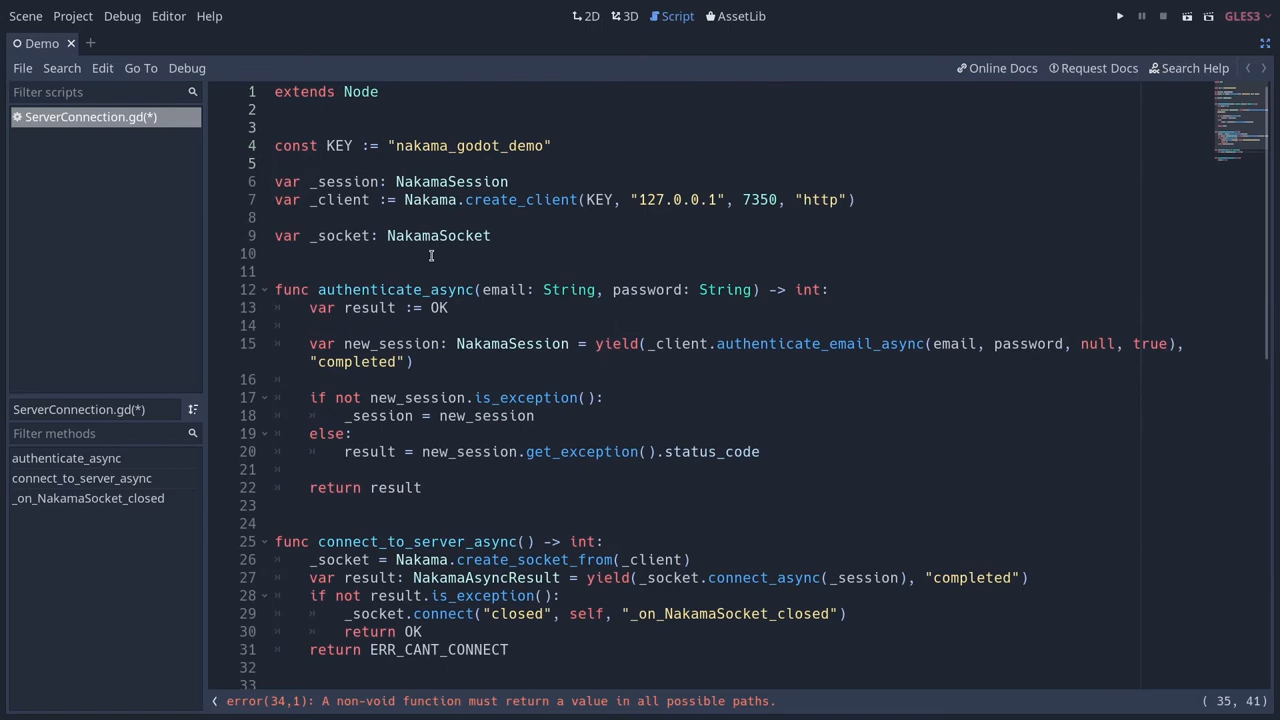 Scene Project Debug Editor Help 2D 3D Script AssetLib GLES3
Demo
File Search Edit Go To Debug Online Docs Request Docs Search Help
Filter scripts
ServerConnection.gd(*)
ServerConnection.gd(*)
Filter methods
authenticate_async
connect_to_server_async
_on_NakamaSocket_closed
1 extends Node
2
3
4 const KEY := "nakama_godot_demo"
5
6 var _session: NakamaSession
7 var _client := Nakama.create_client(KEY, "127.0.0.1", 7350, "http")
8
9 var _socket: NakamaSocket
10
11
12 func authenticate_async(email: String, password: String) -> int:
13 var result := OK
14
15 var new_session: NakamaSession = yield(_client.authenticate_email_async(email, password, null, true),
"completed")
16
17 if not new_session.is_exception():
18 _session = new_session
19 else:
20 result = new_session.get_exception().status_code
21
22 return result
23
24
25 func connect_to_server_async() -> int:
26 _socket = Nakama.create_socket_from(_client)
27 var result: NakamaAsyncResult = yield(_socket.connect_async(_session), "completed")
28 if not result.is_exception():
29 _socket.connect("closed", self, "_on_NakamaSocket_closed")
30 return OK
31 return ERR_CANT_CONNECT
32
33
error(34,1): A non-void function must return a value in all possible paths. ( 35, 41)